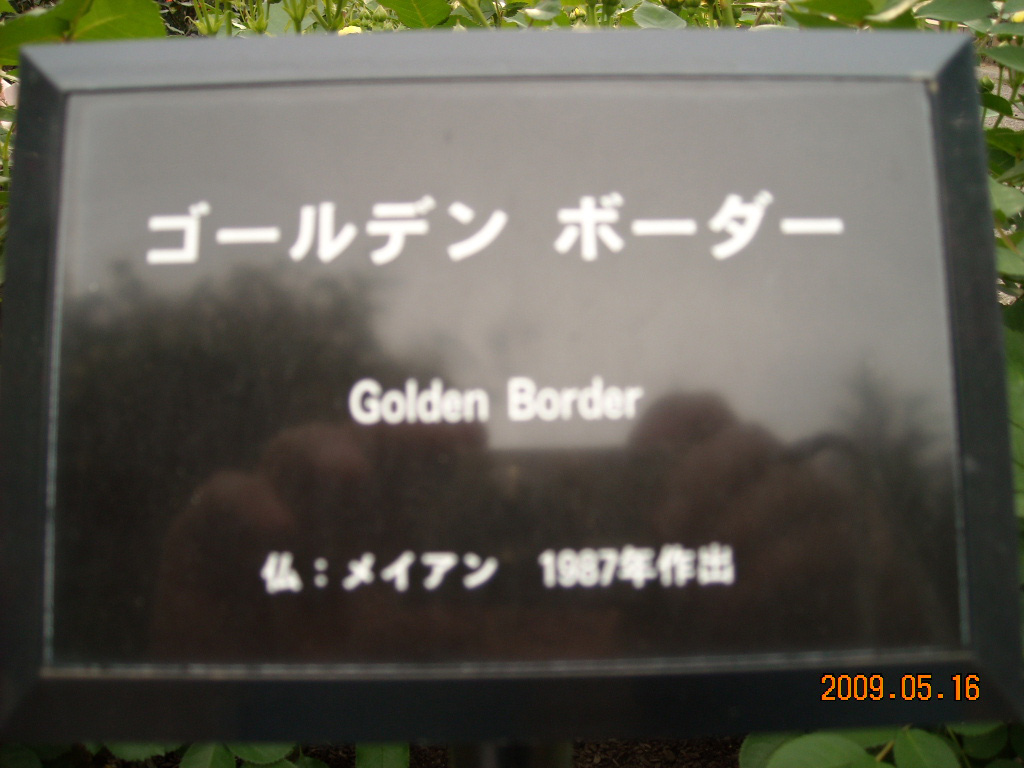 ゴールデン ボーダー
Golden Border
仏：メイアン　1987年作出
2009.05.16